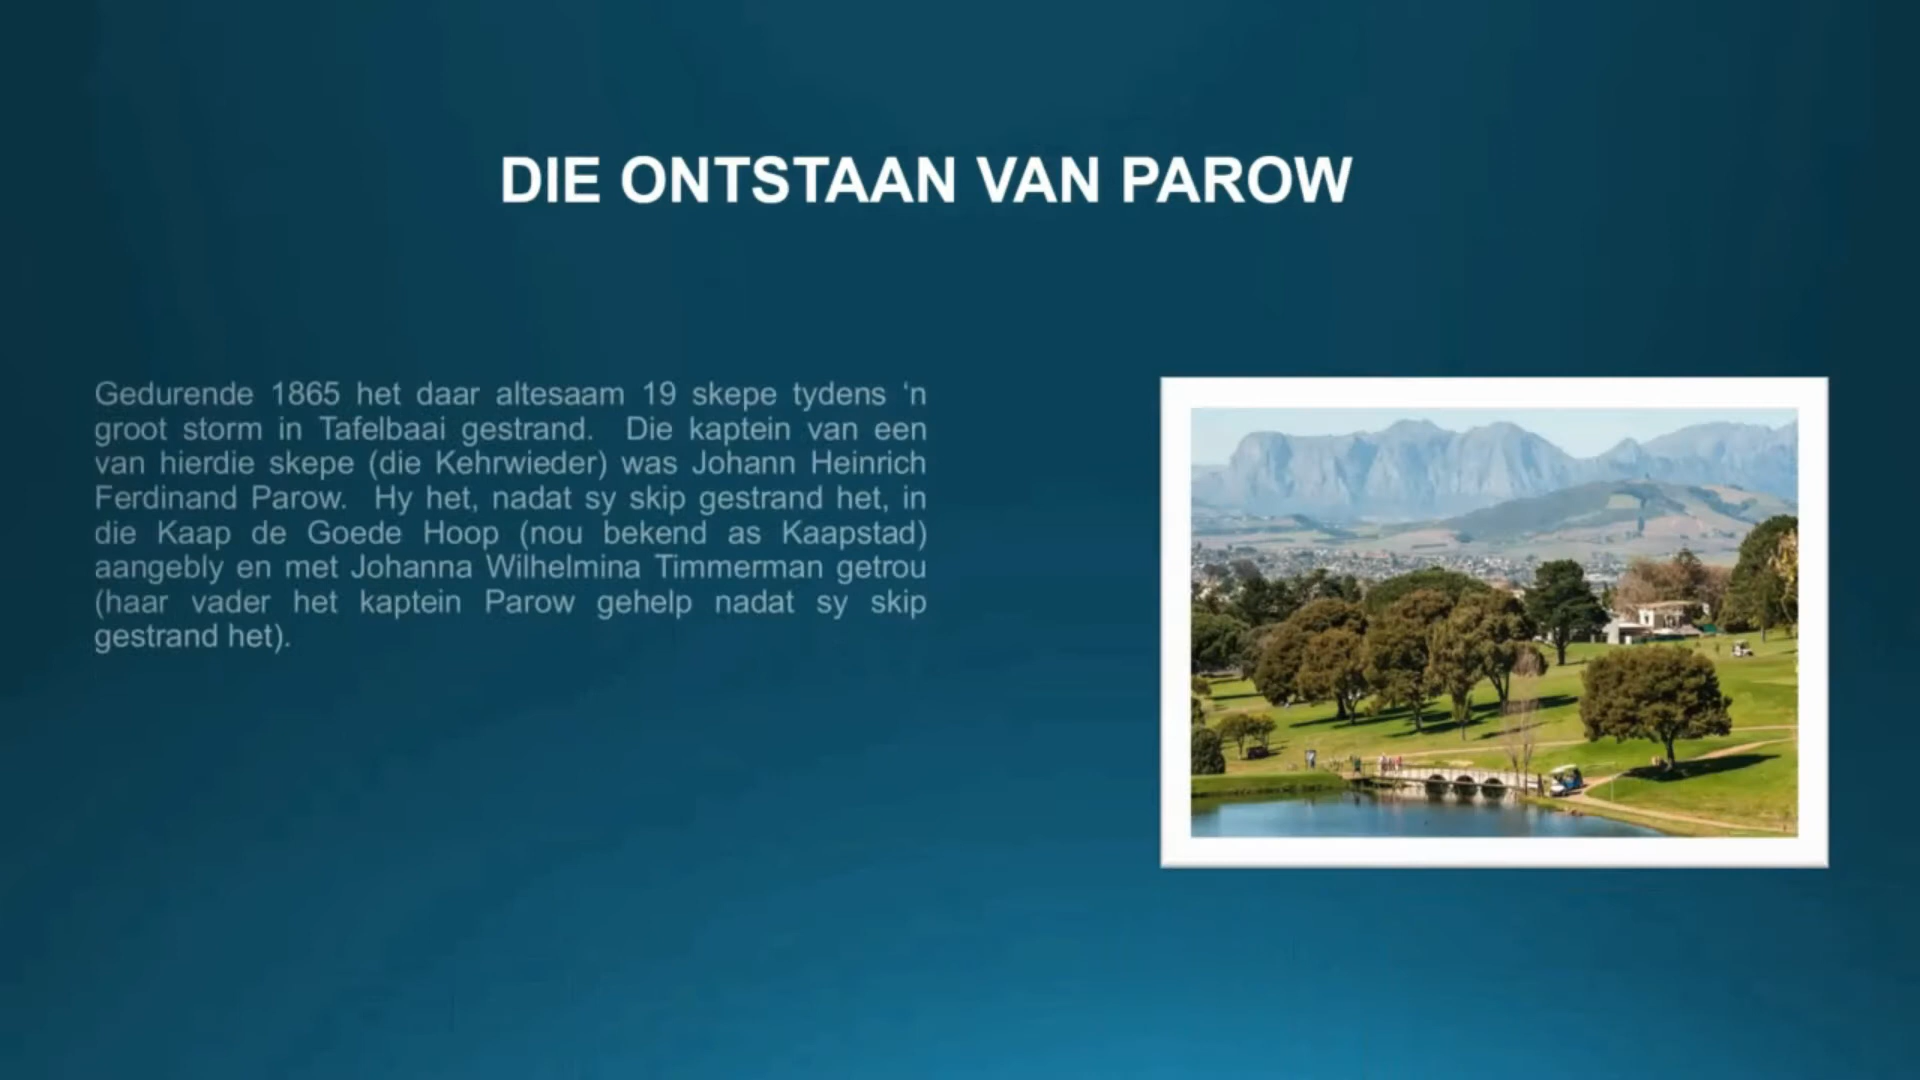 DIE ONTSTAAN VAN PAROW
Gedurende 1865 het daar altesaam 19 skepe tydens ‘n
groot storm in Tafelbaai gestrand.  Die kaptein van een
van hierdie skepe (die Kehrwieder) was Johann Heinrich
Ferdinand Parow.  Hy het, nadat sy skip gestrand het, in
die Kaap de Goede Hoop (nou bekend as Kaapstad)
aangebly en met Johanna Wilhelmina Timmerman getrou
(haar vader het kaptein Parow gehelp nadat sy skip
gestrand het).